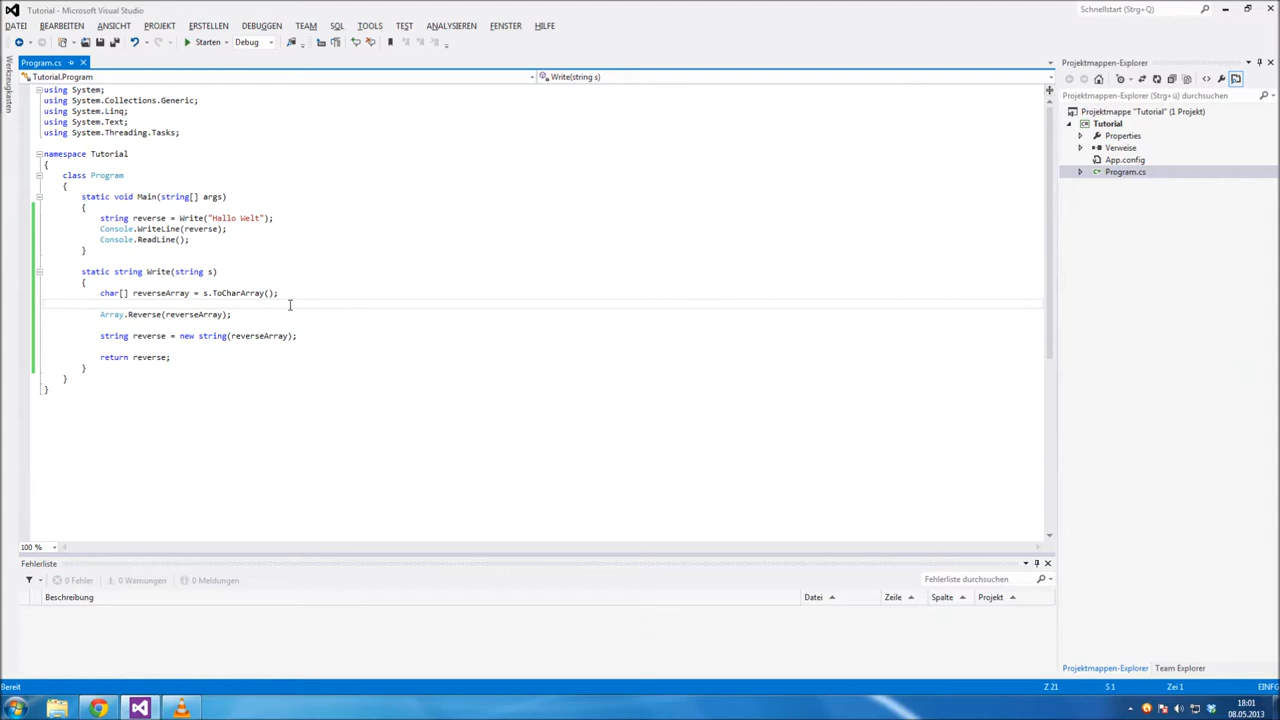 Tutorial - Microsoft Visual Studio
Schnellstart (Strg+Q)
DATEI BEARBEITEN ANSICHT PROJEKT ERSTELLEN DEBUGGEN TEAM SQL TOOLS TEST ANALYSIEREN FENSTER HILFE
Starten Debug
Werkzeugkasten
Program.cs
Tutorial.Program Write(string s)
using System;
using System.Collections.Generic;
using System.Linq;
using System.Text;
using System.Threading.Tasks;
namespace Tutorial
{
class Program
{
static void Main(string[] args)
{
string reverse = Write("Hallo Welt");
Console.WriteLine(reverse);
Console.ReadLine();
}
static string Write(string s)
{
char[] reverseArray = s.ToCharArray();
Array.Reverse(reverseArray);
string reverse = new string(reverseArray);
return reverse;
}
}
}
100 %
Projektmappen-Explorer
Projektmappen-Explorer (Strg+ü) durchsuchen
Projektmappe "Tutorial" (1 Projekt)
Tutorial
Properties
Verweise
App.config
Program.cs
Fehlerliste
0 Fehler 0 Warnungen 0 Meldungen Fehlerliste durchsuchen
Beschreibung Datei Zeile Spalte Projekt
Projektmappen-Explorer Team Explorer
Bereit Z 21 S 1 Zei 1 EINFG
18:01
08.05.2013